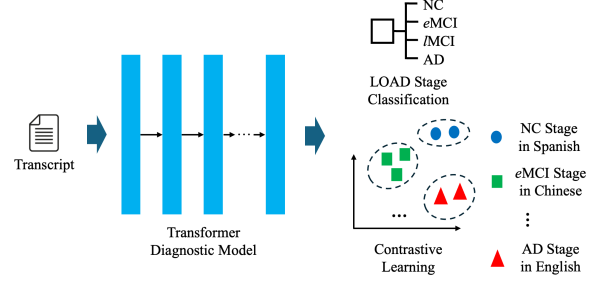 Transcript
Transformer
Diagnostic Model
NC
eMCI
lMCI
AD
LOAD Stage
Classification
...
Contrastive
Learning
NC Stage
in Spanish
eMCI Stage
in Chinese
AD Stage
in English